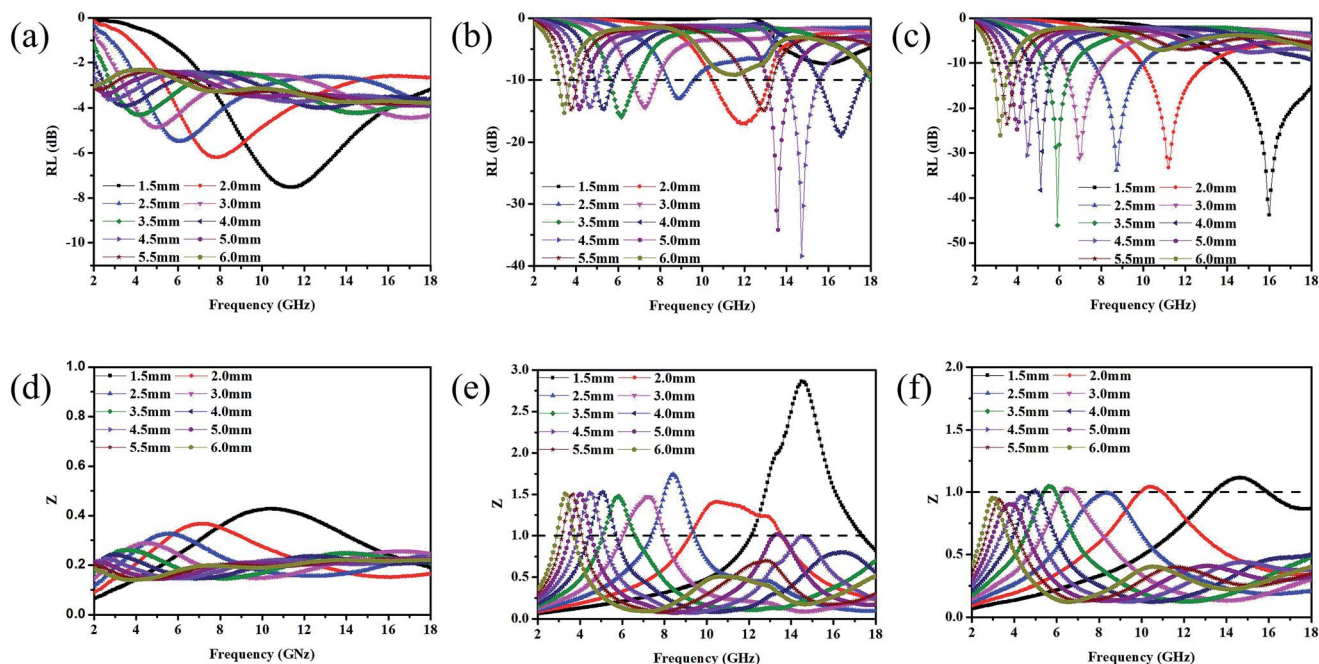 (a)
0
-2
-4
-6
-8
-10
RL (dB)
1.5mm 2.0mm
2.5mm 3.0mm
3.5mm 4.0mm
4.5mm 5.0mm
5.5mm 6.0mm
2 4 6 8 10 12 14 16 18
Frequency (GHz)
(b)
0
-10
-20
-30
-40
RL (dB)
1.5mm 2.0mm
2.5mm 3.0mm
3.5mm 4.0mm
4.5mm 5.0mm
5.5mm 6.0mm
2 4 6 8 10 12 14 16 18
Frequency (GHz)
(c)
0
-10
-20
-30
-40
-50
RL (dB)
1.5mm 2.0mm
2.5mm 3.0mm
3.5mm 4.0mm
4.5mm 5.0mm
5.5mm 6.0mm
2 4 6 8 10 12 14 16 18
Frequency (GHz)
(d)
1.0
0.8
0.6
0.4
0.2
0.0
Z
1.5mm 2.0mm
2.5mm 3.0mm
3.5mm 4.0mm
4.5mm 5.0mm
5.5mm 6.0mm
2 4 6 8 10 12 14 16 18
Frequency (GNz)
(e)
3.0
2.5
2.0
1.5
1.0
0.5
0.0
Z
1.5mm 2.0mm
2.5mm 3.0mm
3.5mm 4.0mm
4.5mm 5.0mm
5.5mm 6.0mm
2 4 6 8 10 12 14 16 18
Frequency (GHz)
(f)
2.0
1.5
1.0
0.5
0.0
Z
1.5mm 2.0mm
2.5mm 3.0mm
3.5mm 4.0mm
4.5mm 5.0mm
5.5mm 6.0mm
2 4 6 8 10 12 14 16 18
Frequency (GHz)